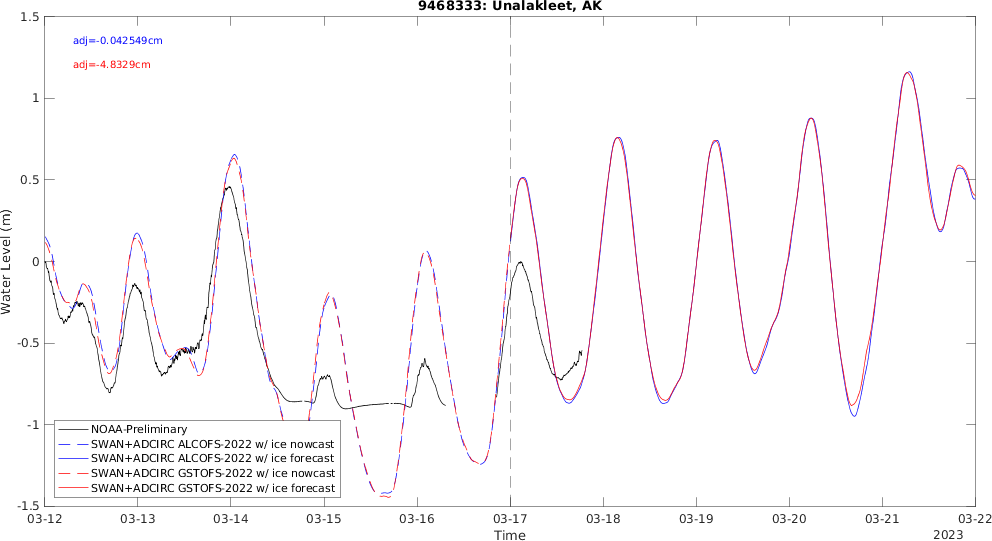 9468333: Unalakleet, AK
adj=-0.042549cm
adj=-4.8329cm
Water Level (m)
1.5
1
0.5
0
-0.5
-1
-1.5
NOAA-Preliminary
SWAN+ADCIRC ALCOFS-2022 w/ ice nowcast
SWAN+ADCIRC ALCOFS-2022 w/ ice forecast
SWAN+ADCIRC GSTOFS-2022 w/ ice nowcast
SWAN+ADCIRC GSTOFS-2022 w/ ice forecast
03-12 03-13 03-14 03-15 03-16 03-17 03-18 03-19 03-20 03-21 03-22
Time
2023